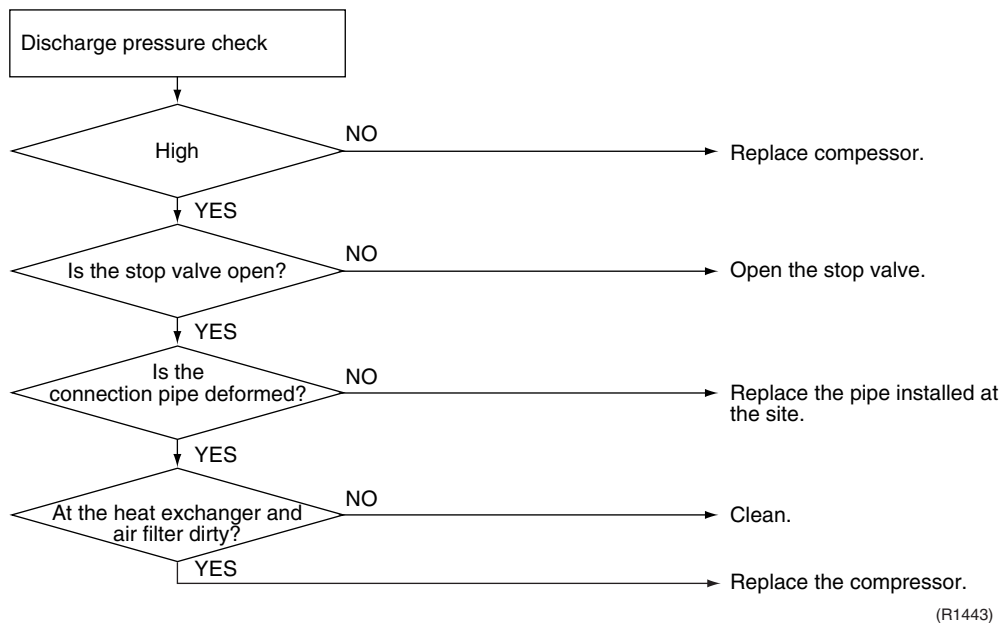 Discharge pressure check
High
NO
Replace compessor.
YES
Is the stop valve open?
NO
Open the stop valve.
YES
Is the
connection pipe deformed?
NO
Replace the pipe installed at
the site.
YES
At the heat exchanger and
air filter dirty?
NO
Clean.
YES
Replace the compressor.
(R1443)